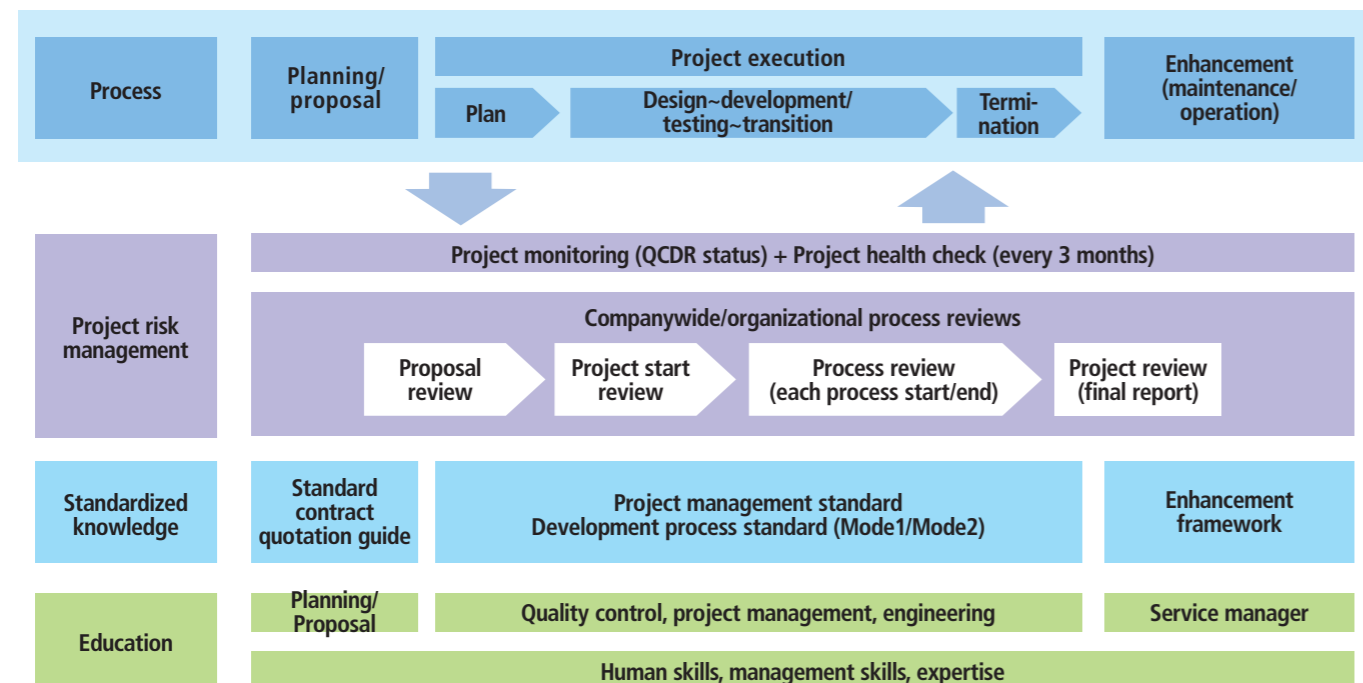 Process
Planning/
proposal
Project execution
Plan
Design~development/
testing~transition
Termi-
nation
Enhancement
(maintenance/
operation)
Project risk
management
Project monitoring (QCDR status) + Project health check (every 3 months)
Companywide/organizational process reviews
Proposal
review
Project start
review
Process review
(each process start/end)
Project review
(final report)
Standardized
knowledge
Standard
contract
quotation guide
Project management standard
Development process standard (Mode1/Mode2)
Enhancement
framework
Education
Planning/
Proposal
Quality control, project management, engineering
Service manager
Human skills, management skills, expertise